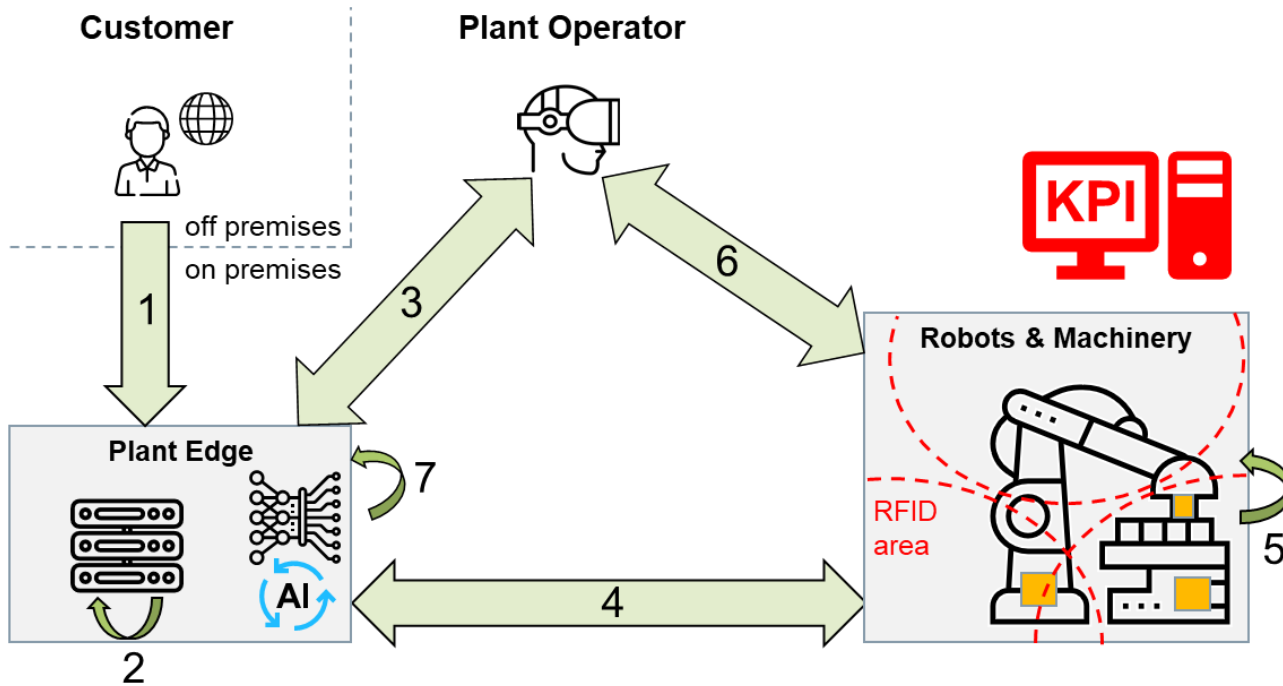 Customer
Plant Operator
off premises
on premises
KPI
1
3
6
Robots & Machinery
Plant Edge
7
RFID
area
AI
4
5
2